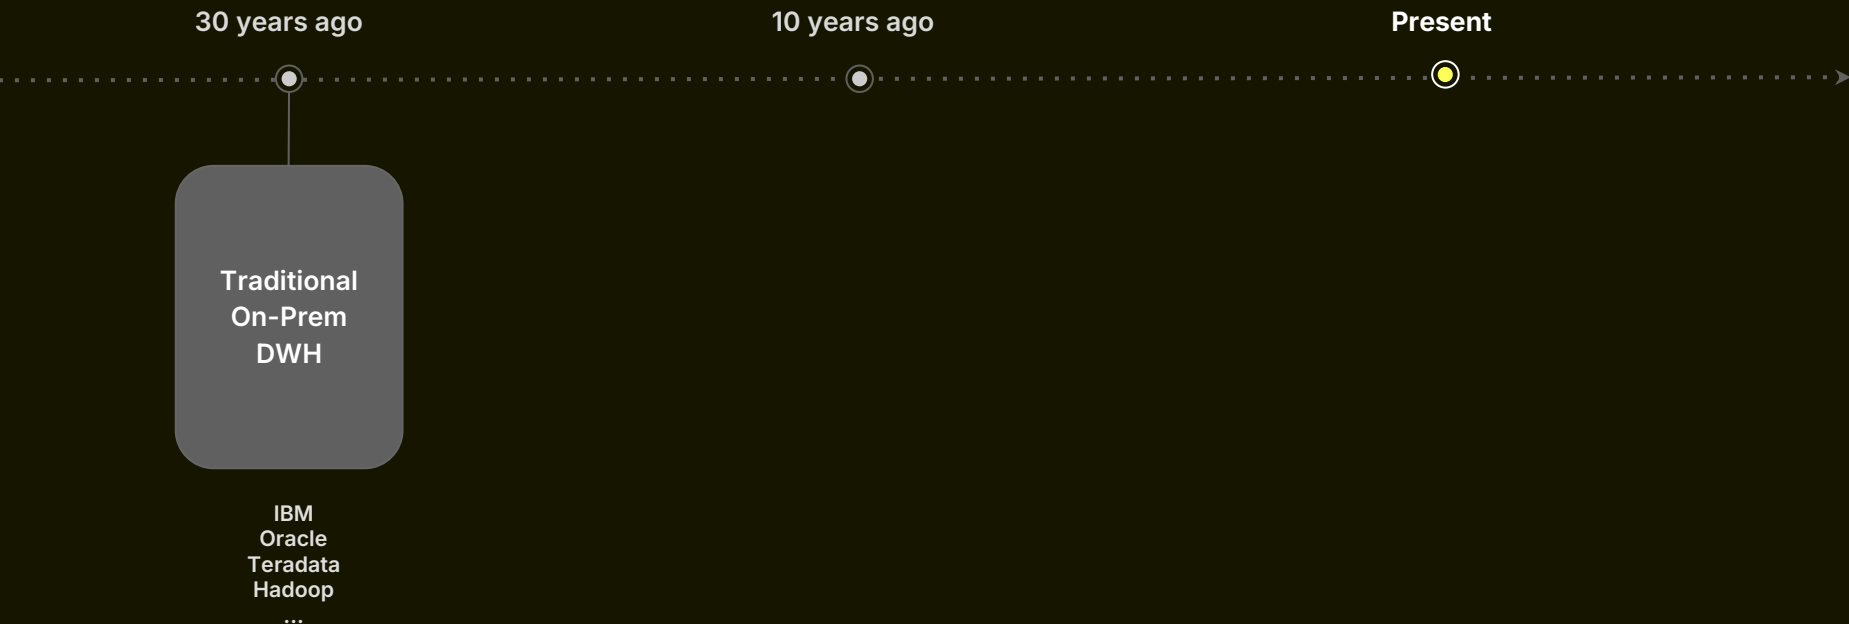 30 years ago
10 years ago
Present
Traditional
On-Prem
DWH
IBM
Oracle
Teradata
Hadoop
...